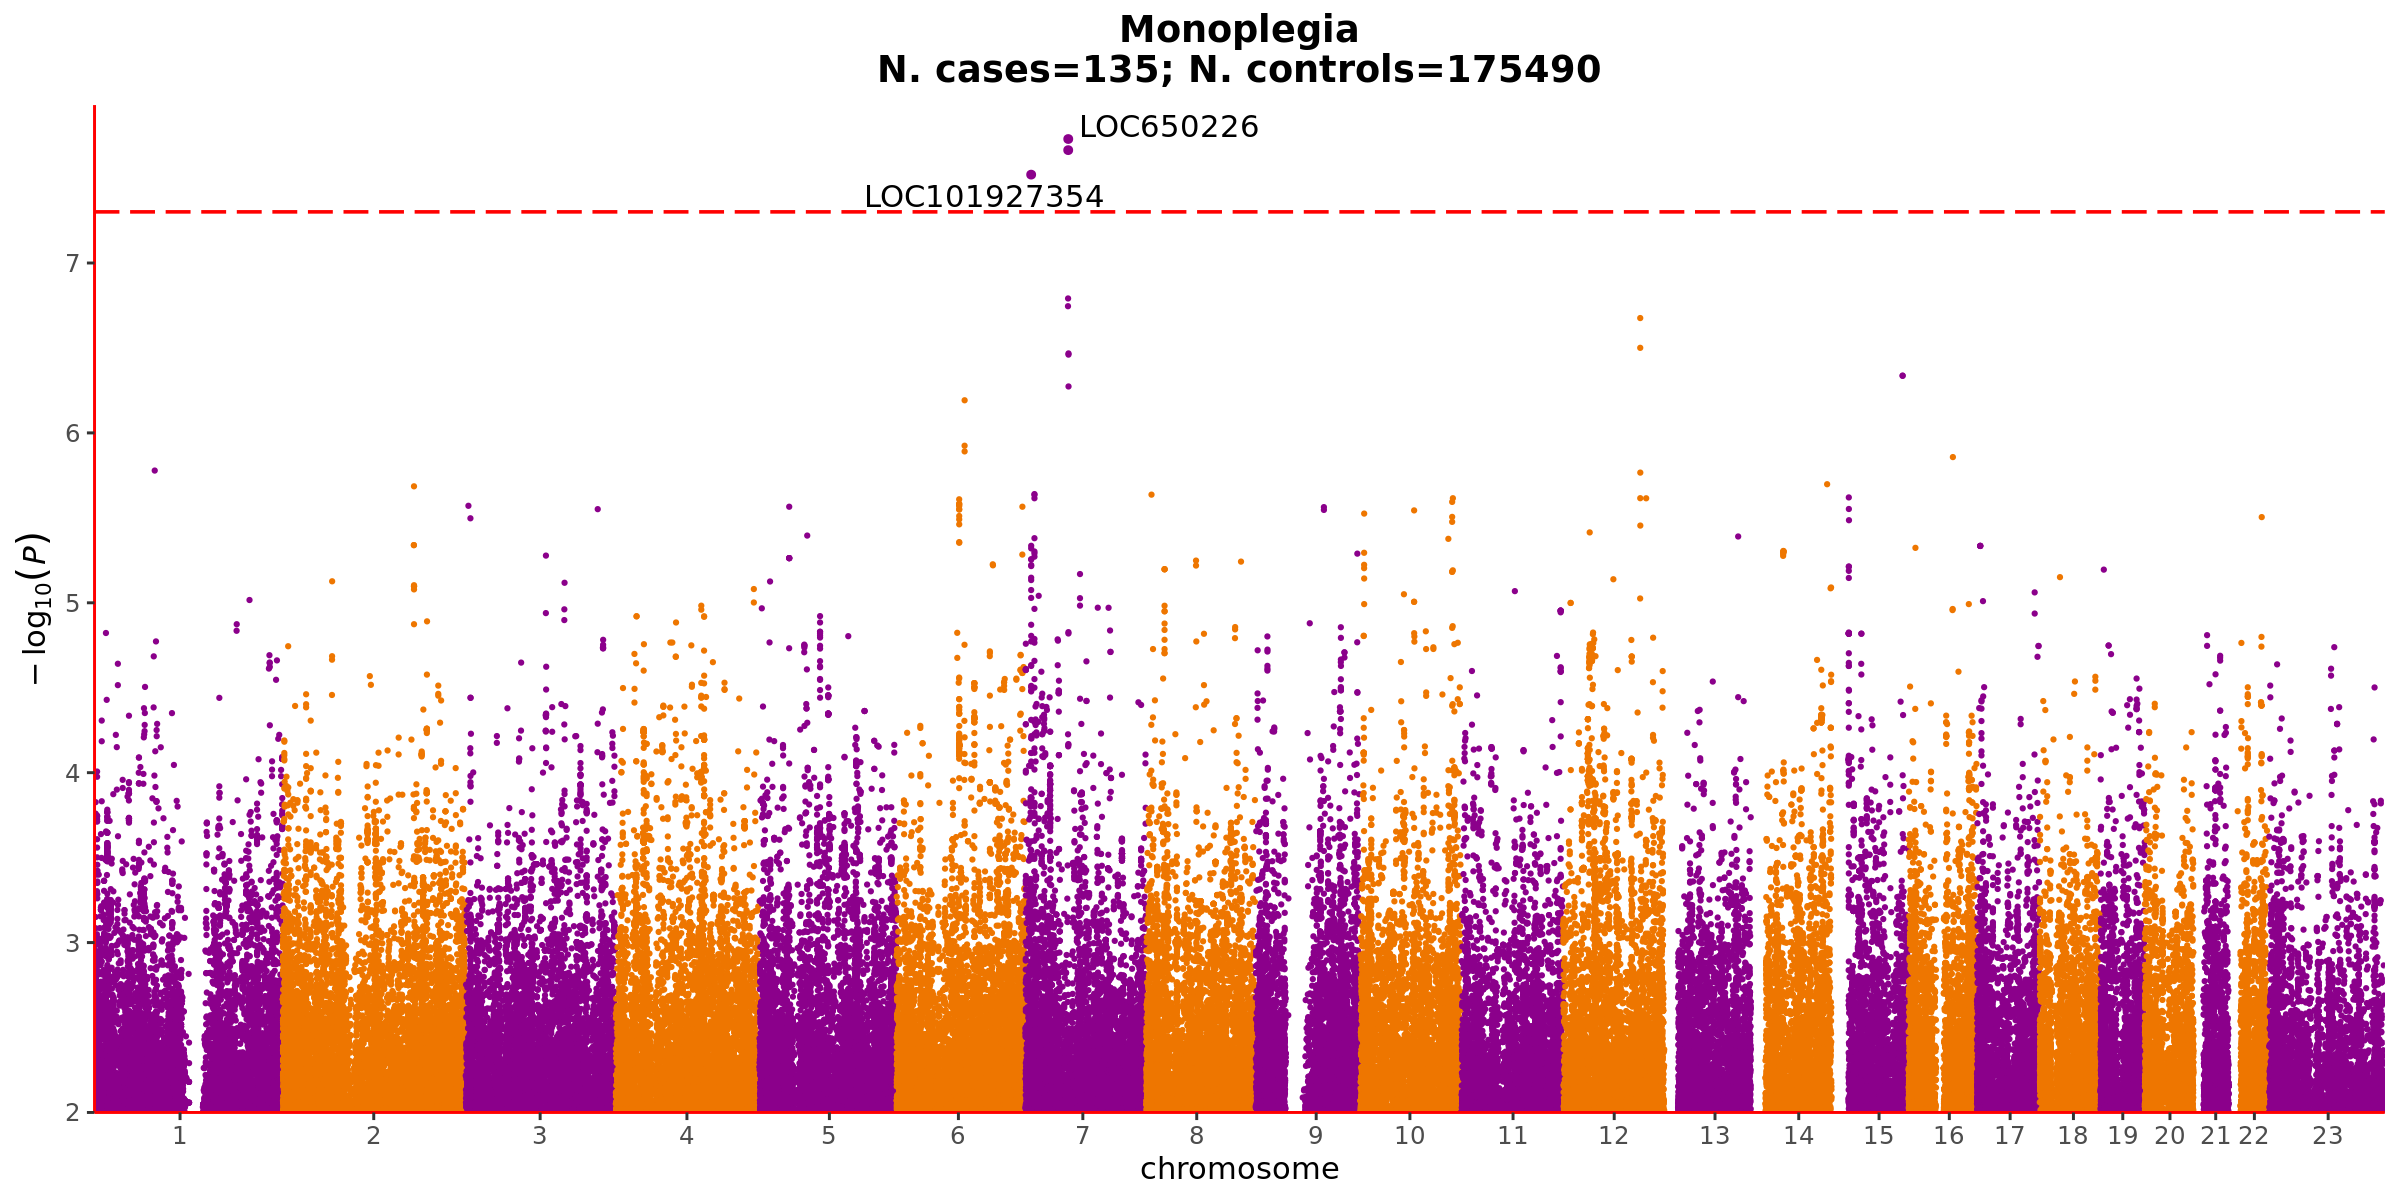 Monoplegia
N. cases=135; N. controls=175490
LOC650226
LOC101927354
7
6
5
4
3
2
−log10(P)
1 2 3 4 5 6 7 8 9 10 11 12 13 14 15 16 17 18 19 20 21 22 23
chromosome